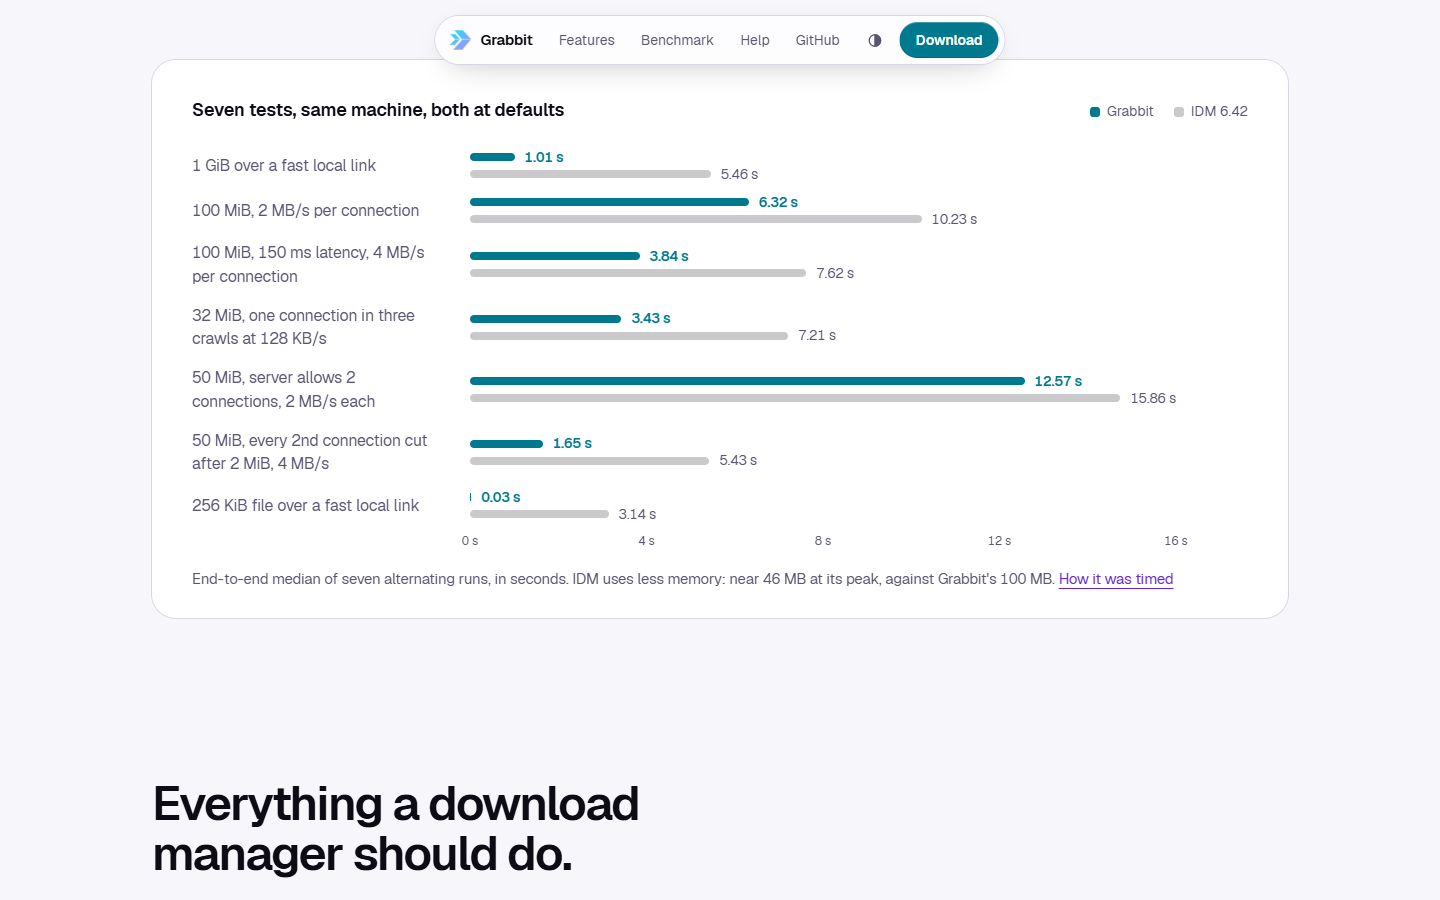 Grabbit Features Benchmark Help GitHub Download
Seven tests, same machine, both at defaults
Grabbit IDM 6.42
1 GiB over a fast local link
1.01 s
5.46 s
100 MiB, 2 MB/s per connection
6.32 s
10.23 s
100 MiB, 150 ms latency, 4 MB/s
per connection
3.84 s
7.62 s
32 MiB, one connection in three
crawls at 128 KB/s
3.43 s
7.21 s
50 MiB, server allows 2
connections, 2 MB/s each
12.57 s
15.86 s
50 MiB, every 2nd connection cut
after 2 MiB, 4 MB/s
1.65 s
5.43 s
256 KiB file over a fast local link
0.03 s
3.14 s
0 s 4 s 8 s 12 s 16 s
End-to-end median of seven alternating runs, in seconds. IDM uses less memory: near 46 MB at its peak, against Grabbit's 100 MB. How it was timed
Everything a download
manager should do.